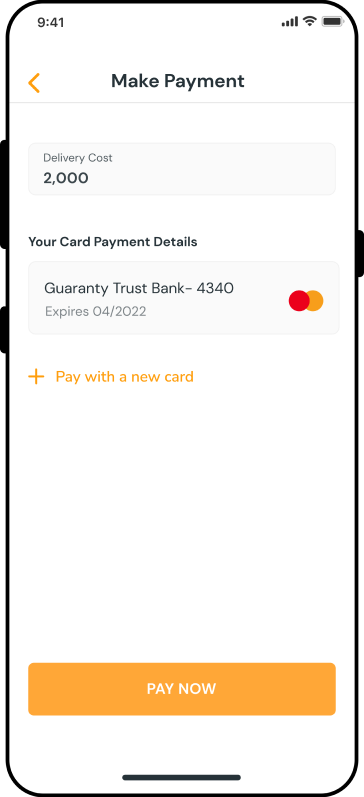 9:41
Make Payment
Delivery Cost
2,000
Your Card Payment Details
Guaranty Trust Bank- 4340
Expires 04/2022
Pay with a new card
PAY NOW